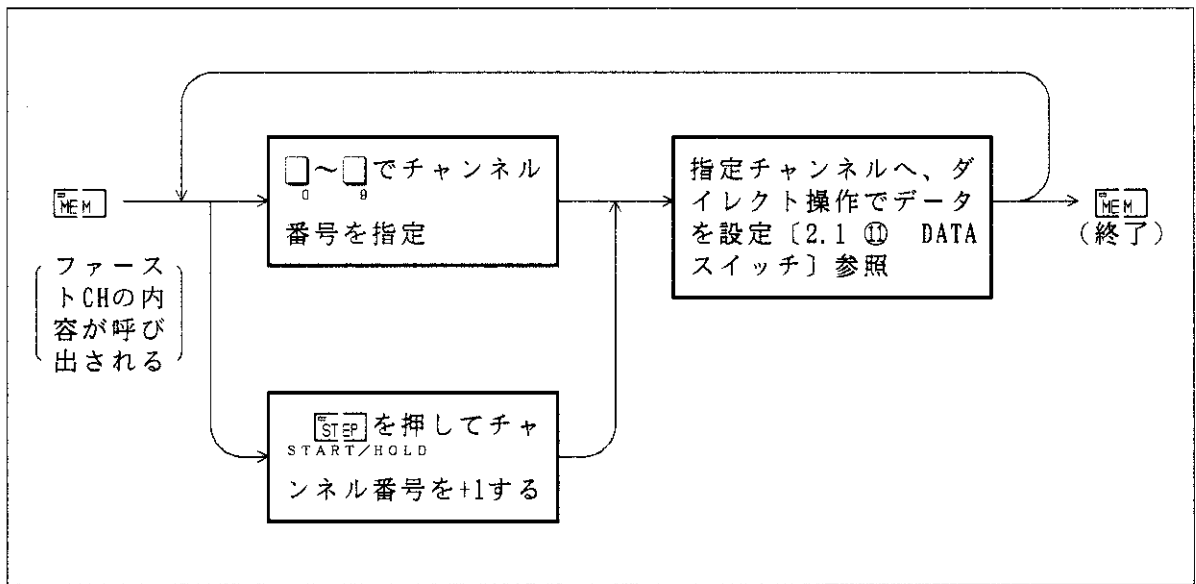 MEM
ファース
トCHの内
容が呼び
出される
0 ～ 9 でチャンネル
番号を指定
STEP を押してチャ
START/HOLD
ンネル番号を+1する
指定チャンネルへ、ダ
イレクト操作でデータ
を設定〔2.1 ⑪ DATA
スイッチ〕参照
MEM
(終了)